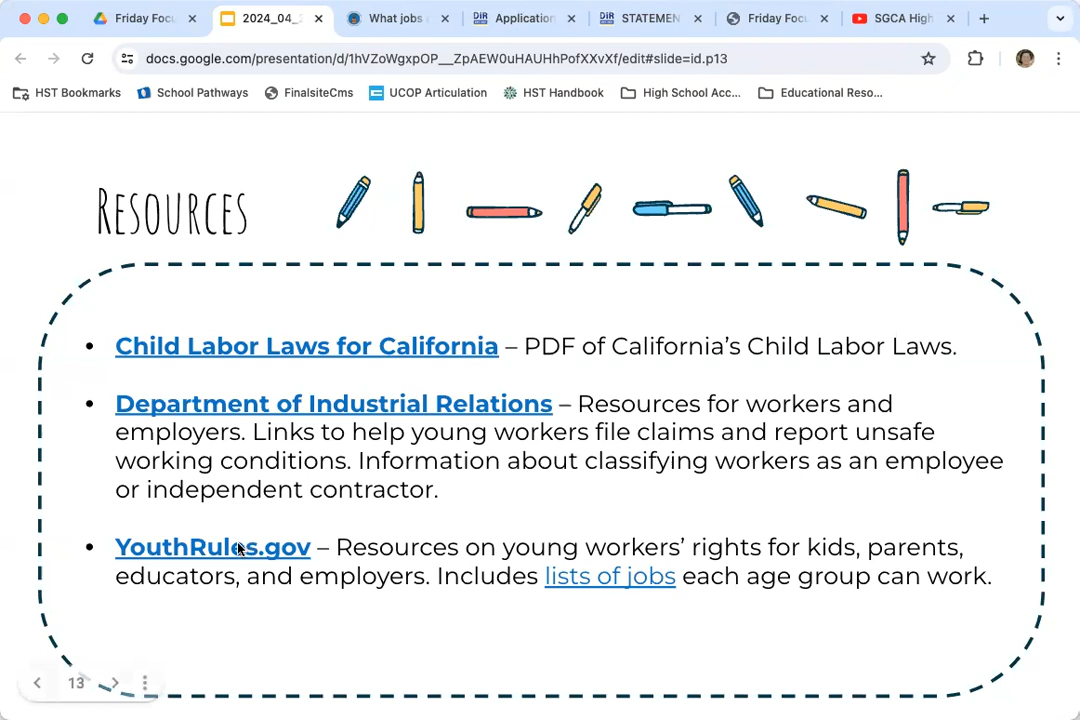 Friday Foc
2024_04_
What jobs
DIR Application
DIR STATEMEN
Friday Foc
SGCA High
docs.google.com/presentation/d/1hVZoWgxpOP__ZpAEW0uHAUHhPofXXvXf/edit#slide=id.p13
HST Bookmarks
School Pathways
FinalsiteCms
UCOP Articulation
HST Handbook
High School Acc...
Educational Reso...
Resources
• Child Labor Laws for California – PDF of California’s Child Labor Laws.
• Department of Industrial Relations – Resources for workers and
employers. Links to help young workers file claims and report unsafe
working conditions. Information about classifying workers as an employee
or independent contractor.
• YouthRules.gov – Resources on young workers’ rights for kids, parents,
educators, and employers. Includes lists of jobs each age group can work.
13